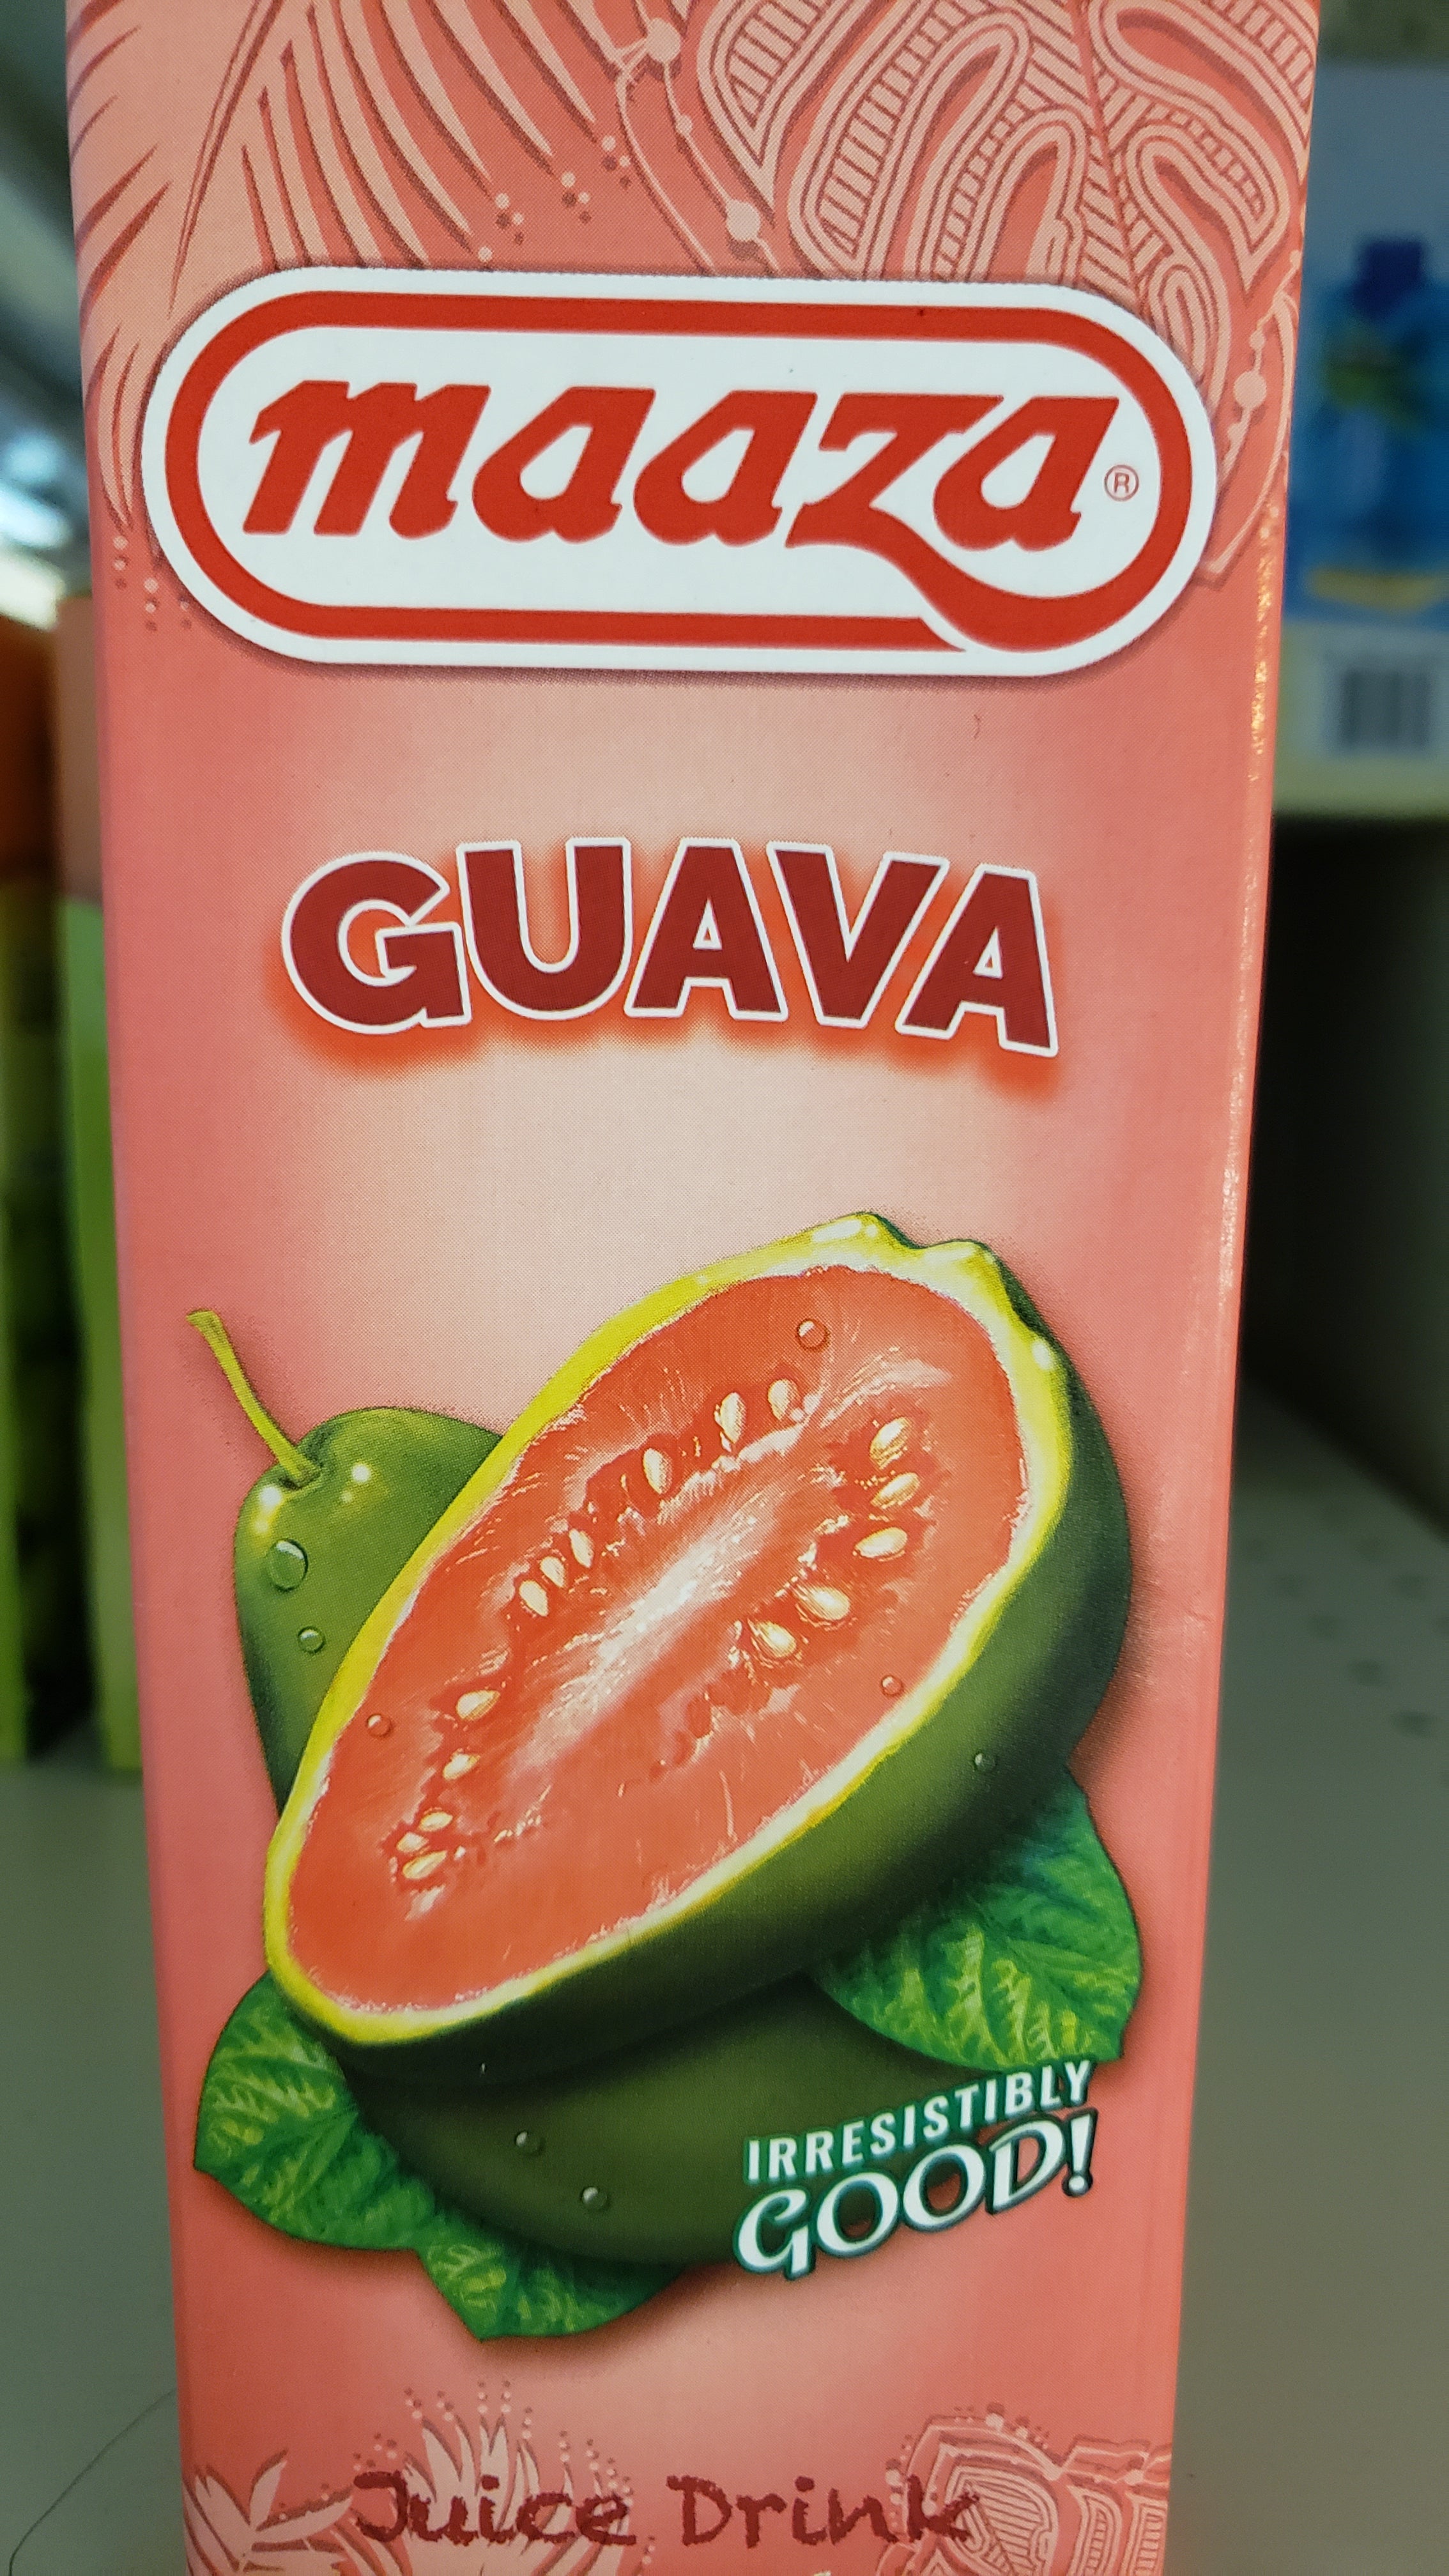 maaza®
GUAVA
IRRESISTIBLY
GOOD!
Juice Drink